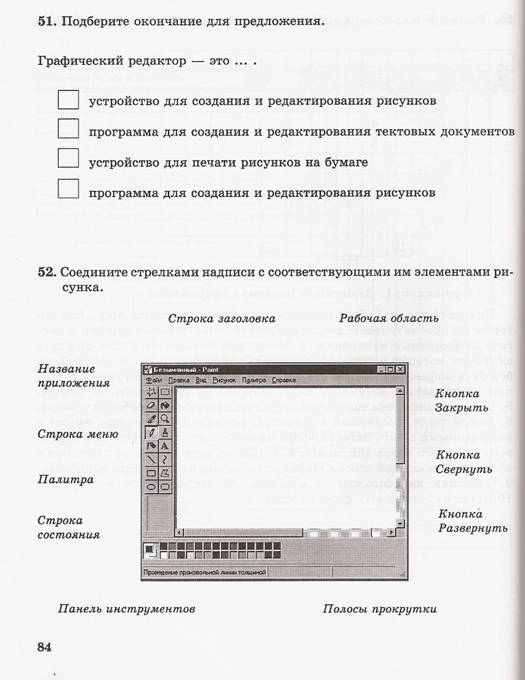 51. Подберите окончание для предложения.
Графический редактор — это ... .
устройство для создания и редактирования рисунков
программа для создания и редактирования тектовых документов
устройство для печати рисунков на бумаге
программа для создания и редактирования рисунков
52. Соедините стрелками надписи с соответствующими им элементами ри-
сунка.
Строка заголовка Рабочая область
Название
приложения
Строка меню
Палитра
Строка
состояния
Безымянный - Paint
Файл Правка Вид Рисунок Палитра Справка
Проведение произвольной линии толщиной
Кнопка
Закрыть
Кнопка
Свернуть
Кнопка
Развернуть
Панель инструментов Полосы прокрутки
84